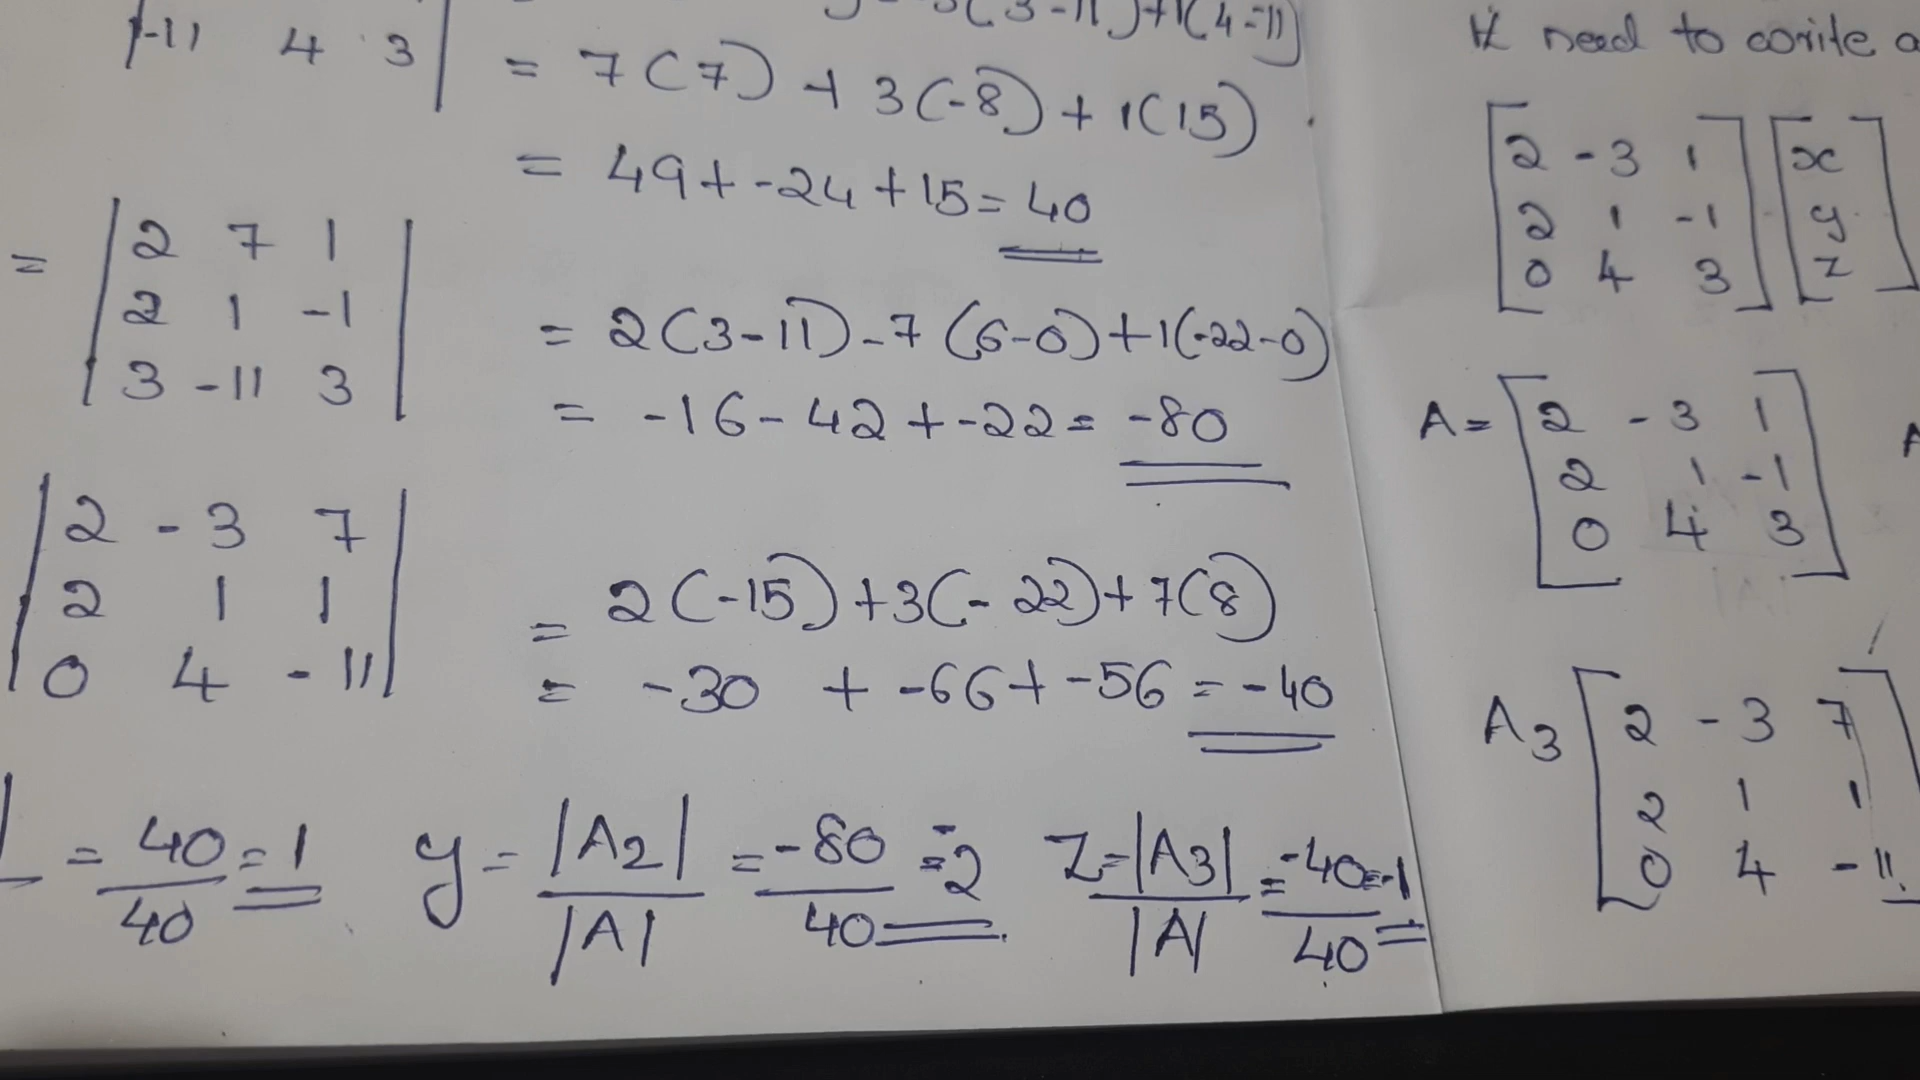 -11 4 3
= 7(7) + 3(-8) + 1(15)
= 49 + -24 + 15 = 40
= | 2 7 1 |
| 2 1 -1 |
| 3 -11 3 |
= 2(3-11) - 7(6-0) + 1(-22-0)
= -16 - 42 + -22 = -80
| 2 -3 7 |
| 2 1 1 |
| 0 4 -11 |
= 2(-15) + 3(-22) + 7(8)
= -30 + -66 + -56 = -40
= 40/40 = 1 y = |A2|/|A| = -80/40 = -2 Z = |A3|/|A| = -40/40 = -1
need to write a
[ 2 -3 1 ] [ x ]
[ 2 1 -1 ] [ y ]
[ 0 4 3 ] [ z ]
A = [ 2 -3 1 ]
[ 2 1 -1 ]
[ 0 4 3 ]
A3 [ 2 -3 7 ]
[ 2 1 1 ]
[ 0 4 -11 ]